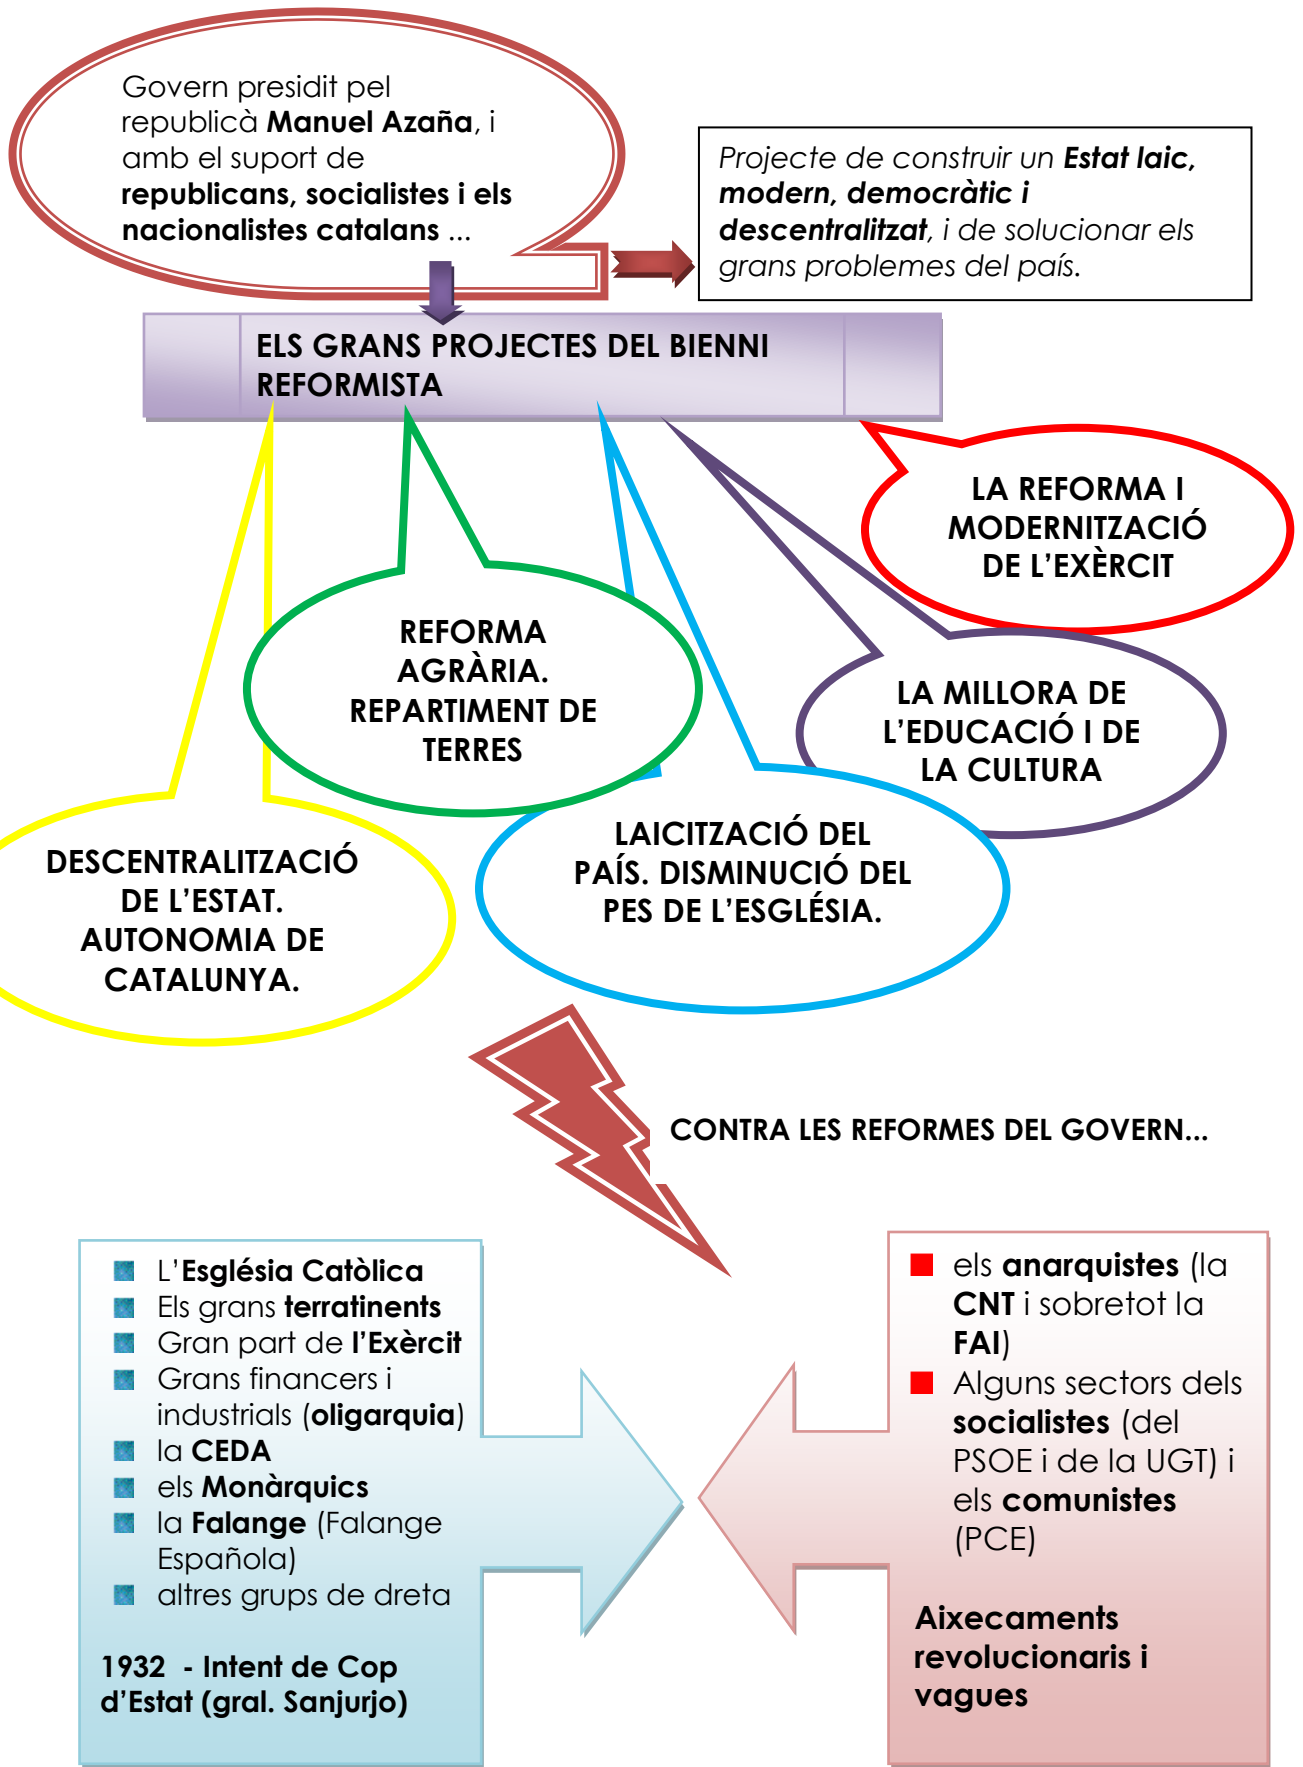 Govern presidit pel
republicà Manuel Azaña, i
amb el suport de
republicans, socialistes i els
nacionalistes catalans ...
Projecte de construir un Estat laic,
modern, democràtic i
descentralitzat, i de solucionar els
grans problemes del país.
ELS GRANS PROJECTES DEL BIENNI
REFORMISTA
LA REFORMA I
MODERNITZACIÓ
DE L'EXÈRCIT
REFORMA
AGRÀRIA.
REPARTIMENT DE
TERRES
LA MILLORA DE
L'EDUCACIÓ I DE
LA CULTURA
DESCENTRALITZACIÓ
DE L'ESTAT.
AUTONOMIA DE
CATALUNYA.
LAICITZACIÓ DEL
PAÍS. DISMINUCIÓ DEL
PES DE L'ESGLÉSIA.
CONTRA LES REFORMES DEL GOVERN...
L'Església Catòlica
Els grans terratinents
Gran part de l'Exèrcit
Grans financers i
industrials (oligarquia)
la CEDA
els Monàrquics
la Falange (Falange
Española)
altres grups de dreta
1932 - Intent de Cop
d'Estat (gral. Sanjurjo)
els anarquistes (la
CNT i sobretot la
FAI)
Alguns sectors dels
socialistes (del
PSOE i de la UGT) i
els comunistes
(PCE)
Aixecaments
revolucionaris i
vagues